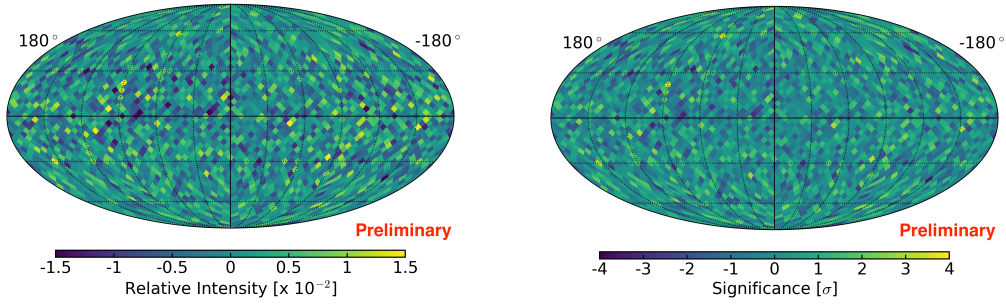 180° -180°
180° -180°
Preliminary
Preliminary
-1.5 -1 -0.5 0 0.5 1 1.5
Relative Intensity [x 10⁻²]
-4 -3 -2 -1 0 1 2 3 4
Significance [σ]